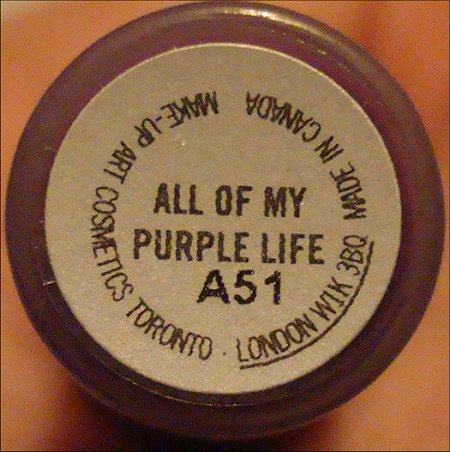 ALL OF MY
PURPLE LIFE
A51
MAKE-UP ART COSMETICS TORONTO · LONDON W1K 3BQ MADE IN CANADA